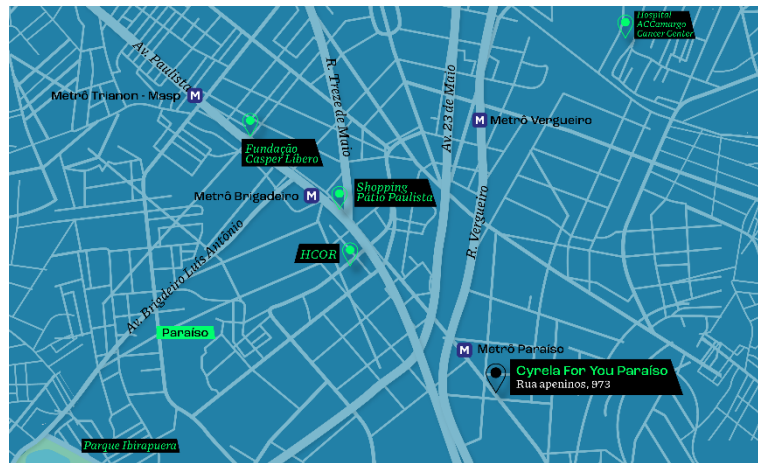 Hospital
ACCamargo
Cancer Center
Av. Paulista
R. Treze de Maio
Av. 23 de Maio
Metrô Trianon - Masp
M
M
Metrô Vergueiro
Fundação
Casper Líbero
Metrô Brigadeiro
M
Shopping
Pátio Paulista
R. Vergueiro
HCOR
Av. Brigadeiro Luís Antônio
Paraíso
M
Metrô Paraíso
Cyrela For You Paraíso
Rua apeninos, 973
Parque Ibirapuera